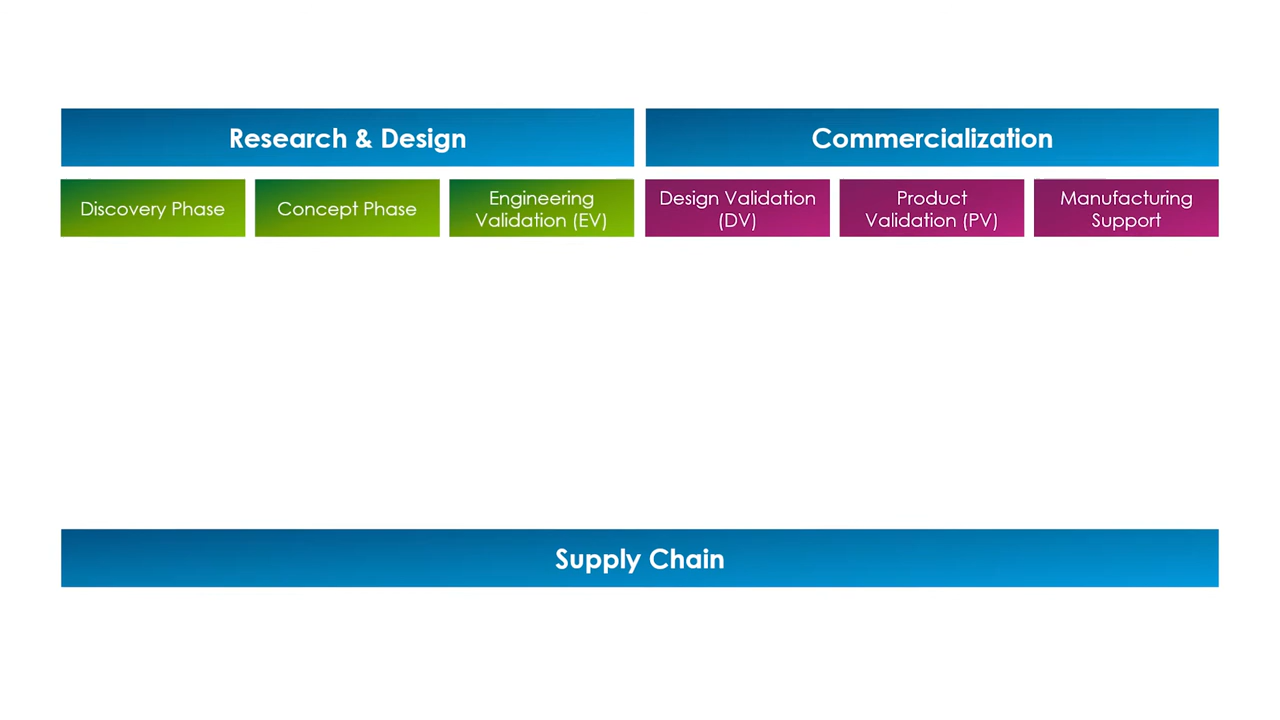 Research & Design
Commercialization
Discovery Phase
Concept Phase
Engineering
Validation (EV)
Design Validation
(DV)
Product
Validation (PV)
Manufacturing
Support
Supply Chain